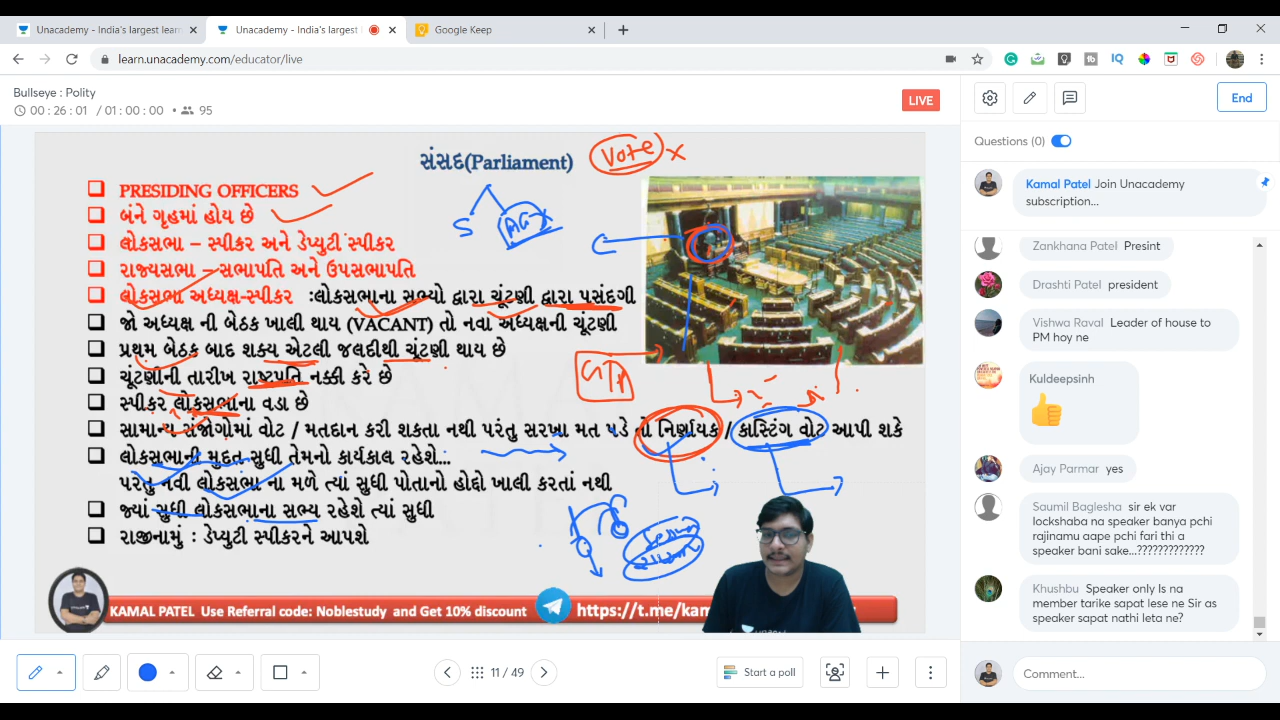 Unacademy - India's largest learn
Unacademy - India's largest
Google Keep
learn.unacademy.com/educator/live
Bullseye : Polity
00 : 26 : 01 / 01 : 00 : 00 • 95
LIVE
End
Questions (0)
Kamal Patel Join Unacademy
subscription...
સંસદ(Parliament)
Vote x
PRESIDING OFFICERS
બંને ગૃહમાં હોય છે
S
લોકસભા – સ્પીકર અને ડેપ્યુટી સ્પીકર
રાજ્યસભા – સભાપતિ અને ઉપસભાપતિ
લોકસભા અધ્યક્ષ-સ્પીકર :લોકસભાના સભ્યો દ્વારા ચૂંટણી દ્વારા પસંદગી
જો અધ્યક્ષ ની બેઠક ખાલી થાય (VACANT) તો નવા અધ્યક્ષની ચૂંટણી
પ્રથમ બેઠક બાદ શક્ય એટલી જલદીથી ચૂંટણી થાય છે
ચૂંટણીની તારીખ રાષ્ટ્રપતિ નક્કી કરે છે
સ્પીકર લોકસભાના વડા છે
સામાન્ય સંજોગોમાં વોટ / મતદાન કરી શકતા નથી પરંતુ સરખા મત પડે તો નિર્ણાયક / કાસ્ટિંગ વોટ આપી શકે
લોકસભાની મુદત સુધી તેમનો કાર્યકાલ રહેશે...
પરંતુ નવી લોકસભા ના મળે ત્યાં સુધી પોતાનો હોદ્દો ખાલી કરતાં નથી
જ્યાં સુધી લોકસભાના સભ્ય રહેશે ત્યાં સુધી
રાજીનામું : ડેપ્યુટી સ્પીકરને આપશે
KAMAL PATEL Use Referral code: Noblestudy and Get 10% discount
https://t.me/kam
Zankhana Patel Presint
Drashti Patel president
Vishwa Raval Leader of house to
PM hoy ne
Kuldeepsinh
Ajay Parmar yes
Saumil Baglesha sir ek var
lockshaba na speaker banya pchi
rajinamu aape pchi fari thi a
speaker bani sake...?????????????
Khushbu Speaker only ls na
member tarike sapat lese ne Sir as
speaker sapat nathi leta ne?
11 / 49
Start a poll
Comment...